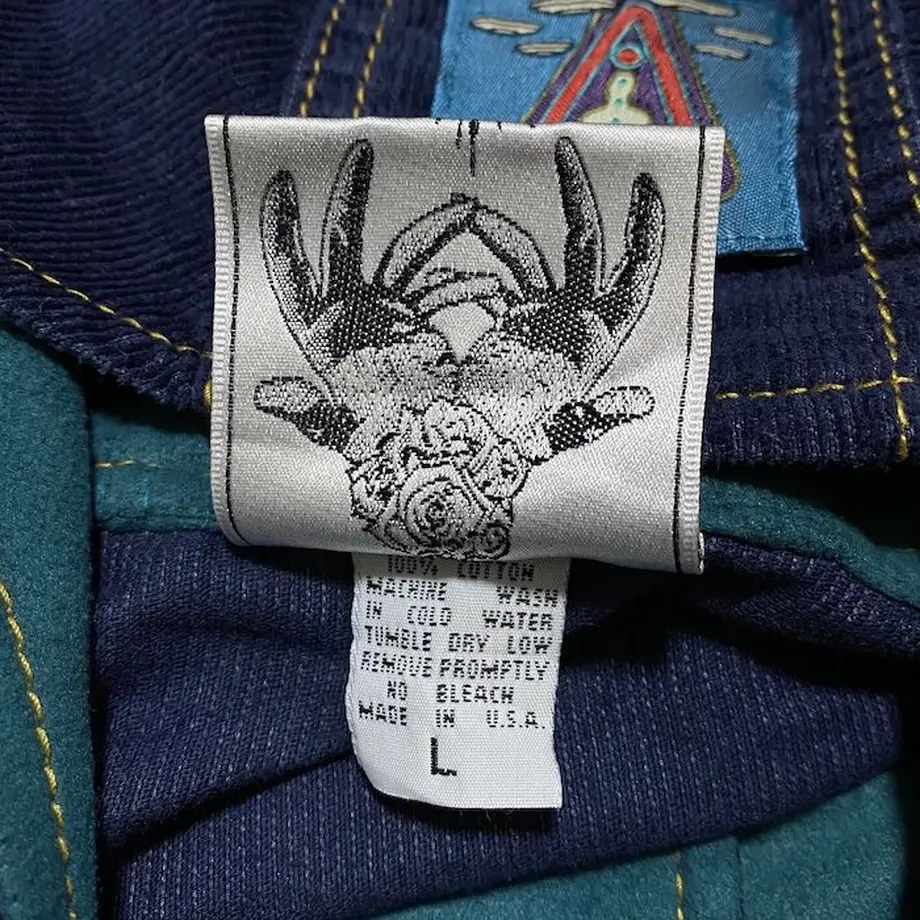 100% COTTON
MACHINE WASH
IN COLD WATER
TUMBLE DRY LOW
REMOVE PROMPTLY
NO BLEACH
MADE IN U.S.A.
L